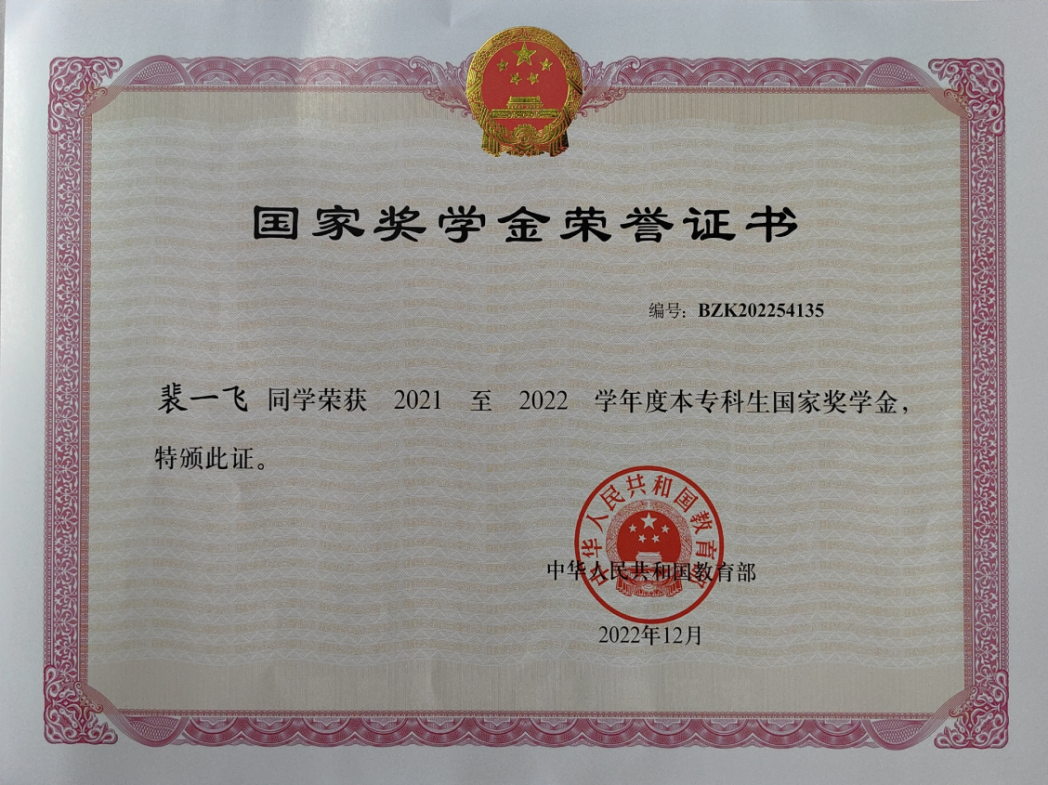 国家奖学金荣誉证书
编号：BZK202254135
裴一飞 同学荣获 2021 至 2022 学年度本专科生国家奖学金，
特颁此证。
中华人民共和国教育部
中华人民共和国教育部
2022年12月